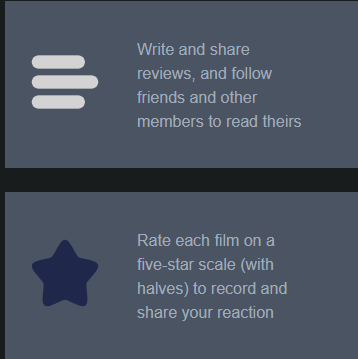 Write and share
reviews, and follow
friends and other
members to read theirs
Rate each film on a
five-star scale (with
halves) to record and
share your reaction